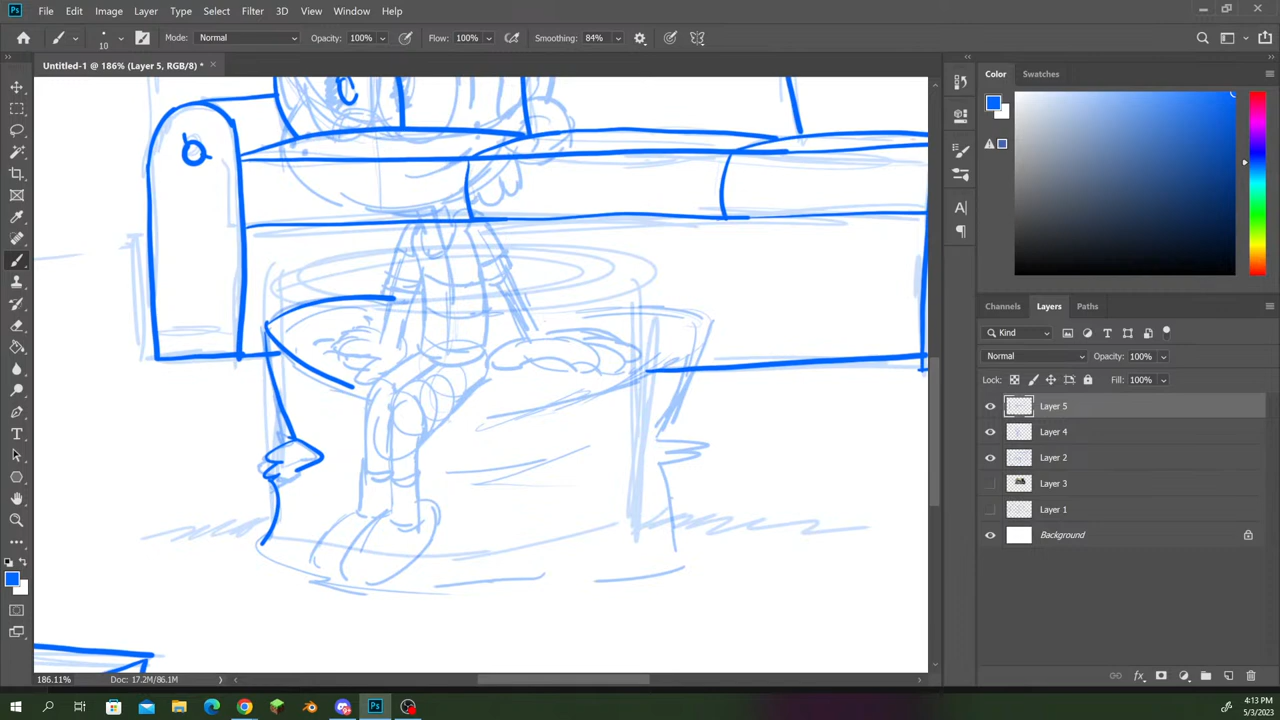 Ps File Edit Image Layer Type Select Filter 3D View Window Help
10 Mode: Normal Opacity: 100% Flow: 100% Smoothing: 84%
Untitled-1 @ 186% (Layer 5, RGB/8) *
Color Swatches
Channels Layers Paths
Kind
Normal Opacity: 100%
Lock: Fill: 100%
Layer 5
Layer 4
Layer 2
Layer 3
Layer 1
Background
186.11% Doc: 17.2M/86.1M
Ps
4:13 PM
5/3/2023